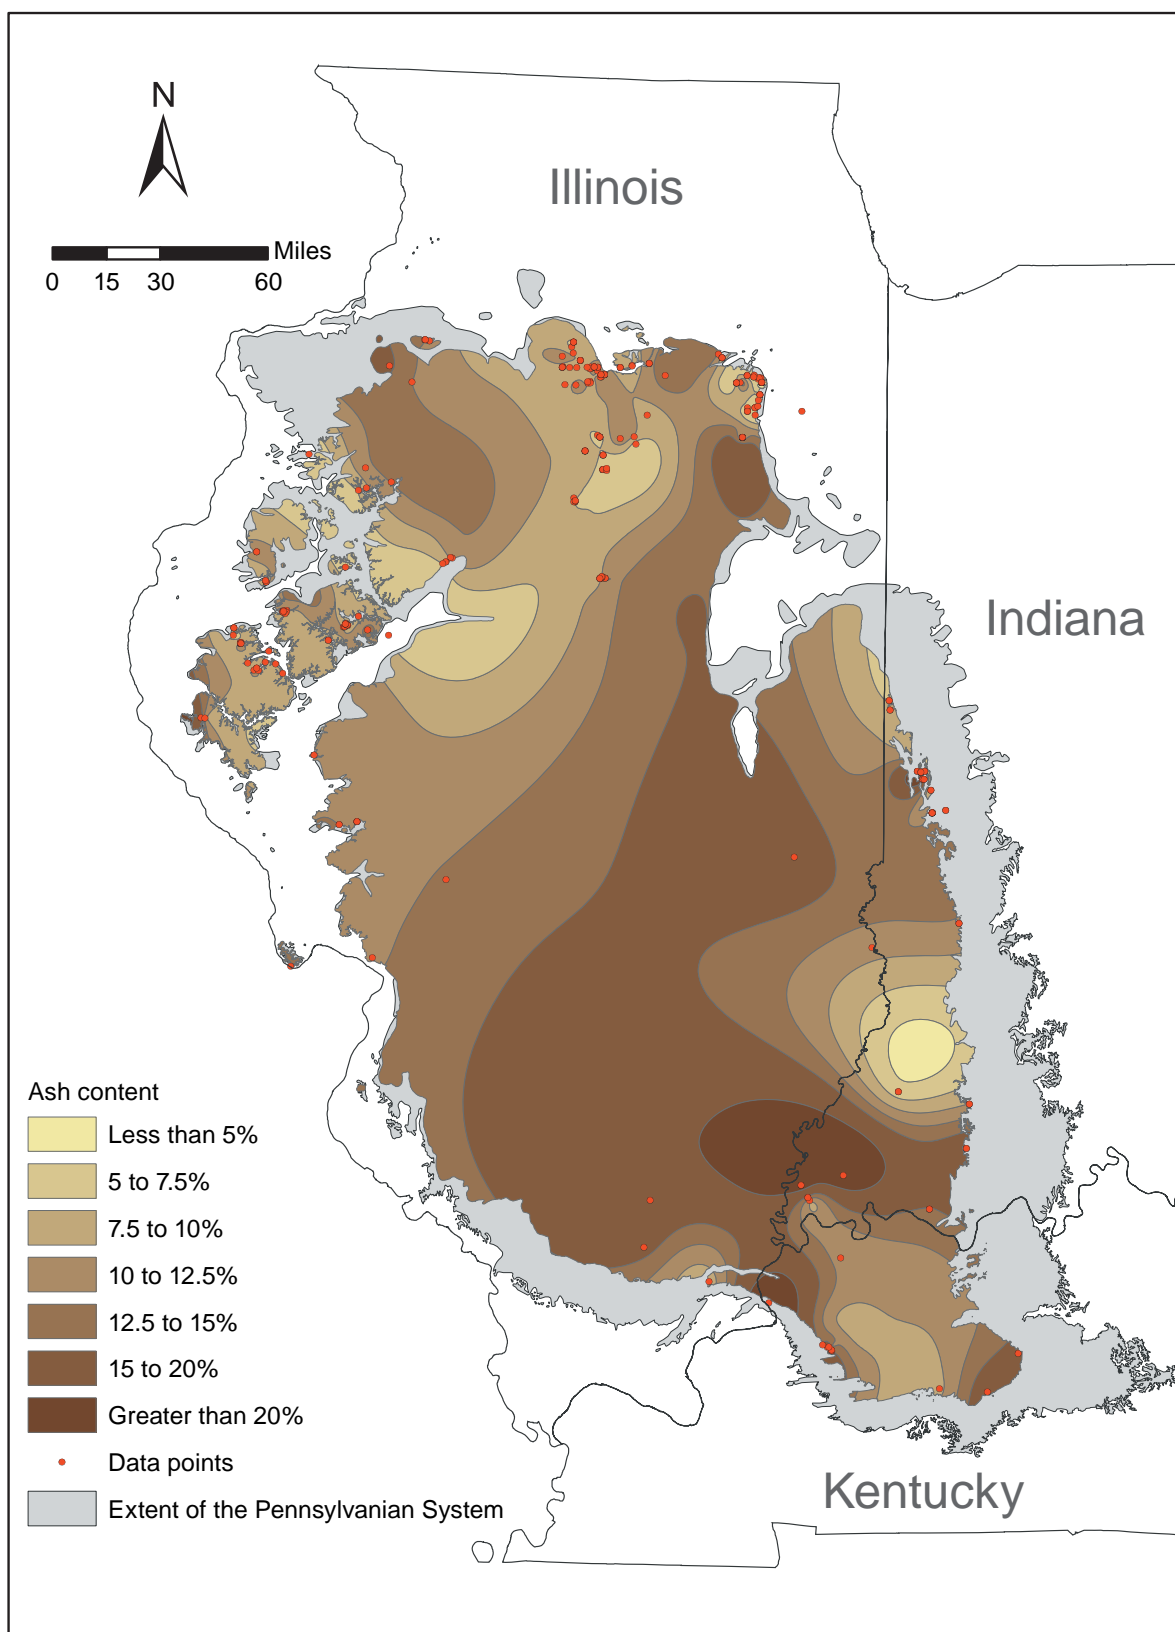 N
Illinois
Miles
0 15 30 60
Indiana
Ash content
Less than 5%
5 to 7.5%
7.5 to 10%
10 to 12.5%
12.5 to 15%
15 to 20%
Greater than 20%
Data points
Extent of the Pennsylvanian System
Kentucky